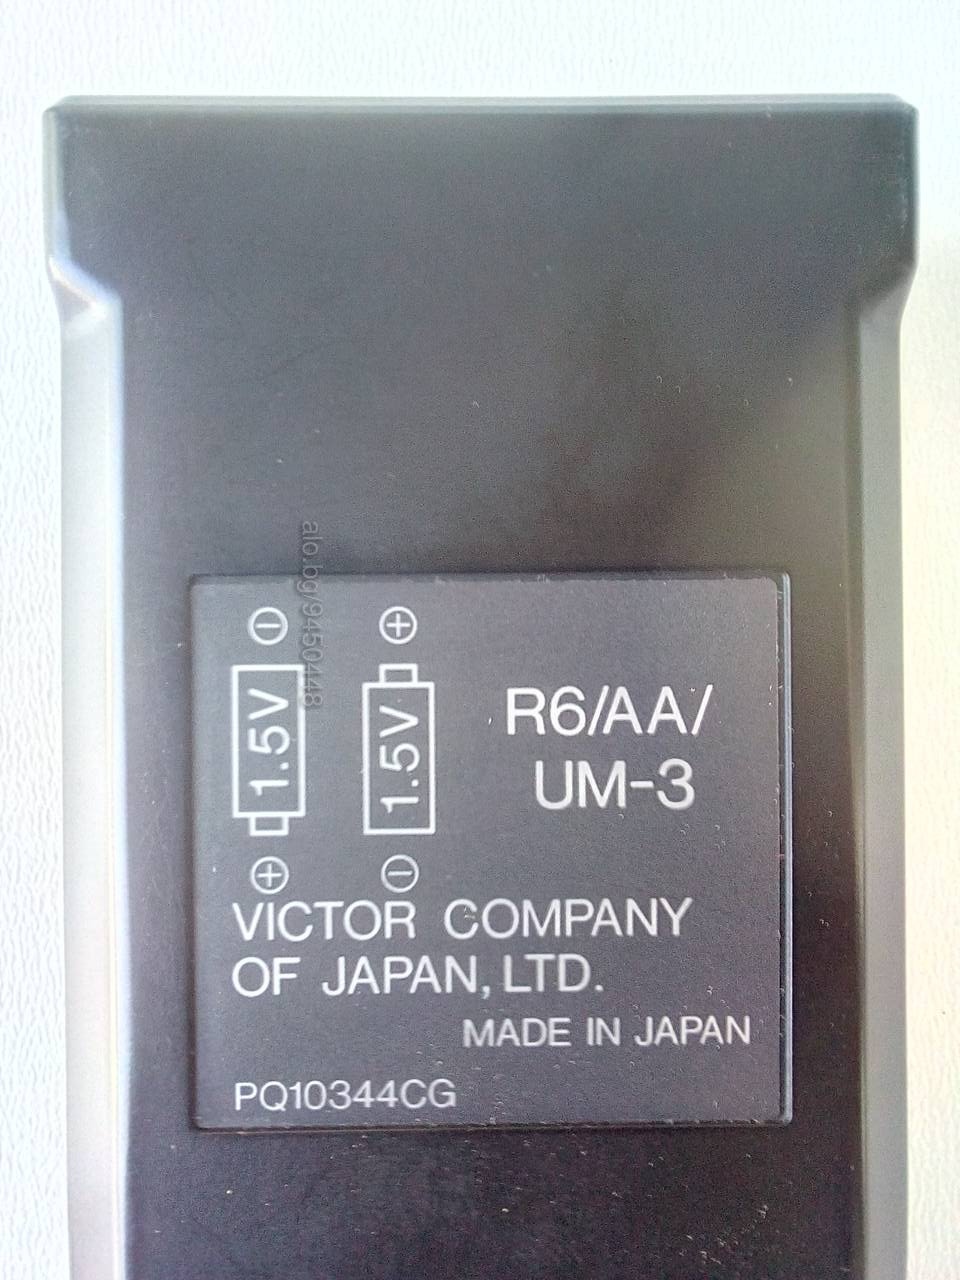 ⊖ ⊕
1.5V 1.5V
R6/AA/
UM-3
⊕ ⊖
VICTOR COMPANY
OF JAPAN, LTD.
MADE IN JAPAN
PQ10344CG
alo.bg/9450448